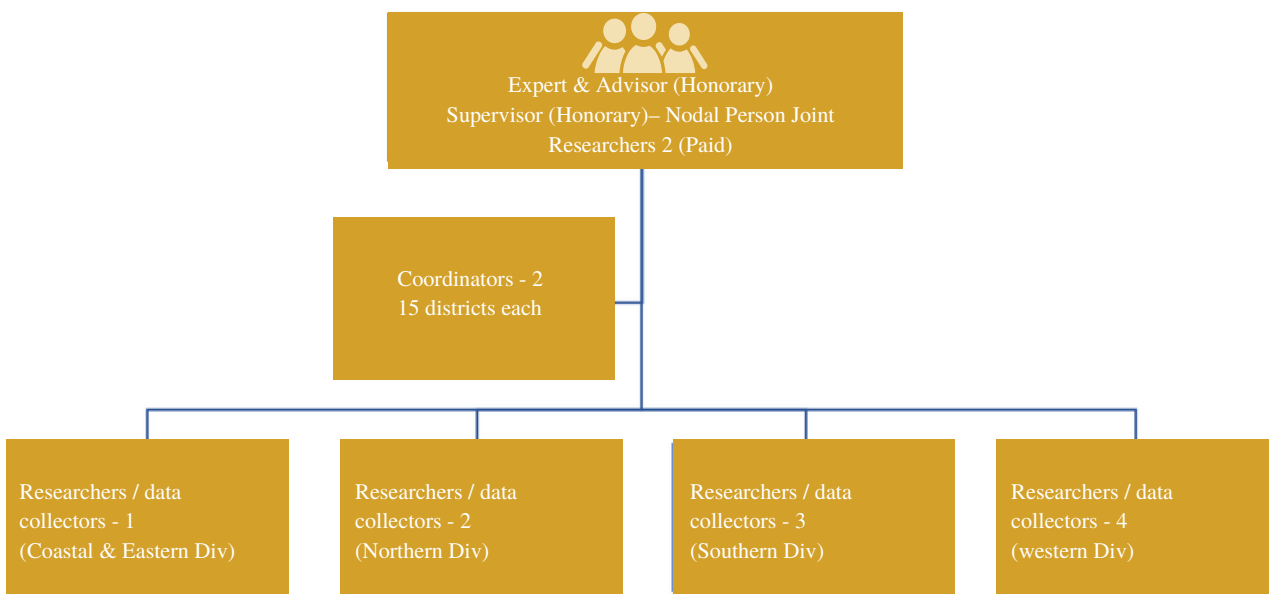 Expert & Advisor (Honorary)
Supervisor (Honorary)– Nodal Person Joint
Researchers 2 (Paid)
Coordinators - 2
15 districts each
Researchers / data
collectors - 1
(Coastal & Eastern Div)
Researchers / data
collectors - 2
(Northern Div)
Researchers / data
collectors - 3
(Southern Div)
Researchers / data
collectors - 4
(western Div)